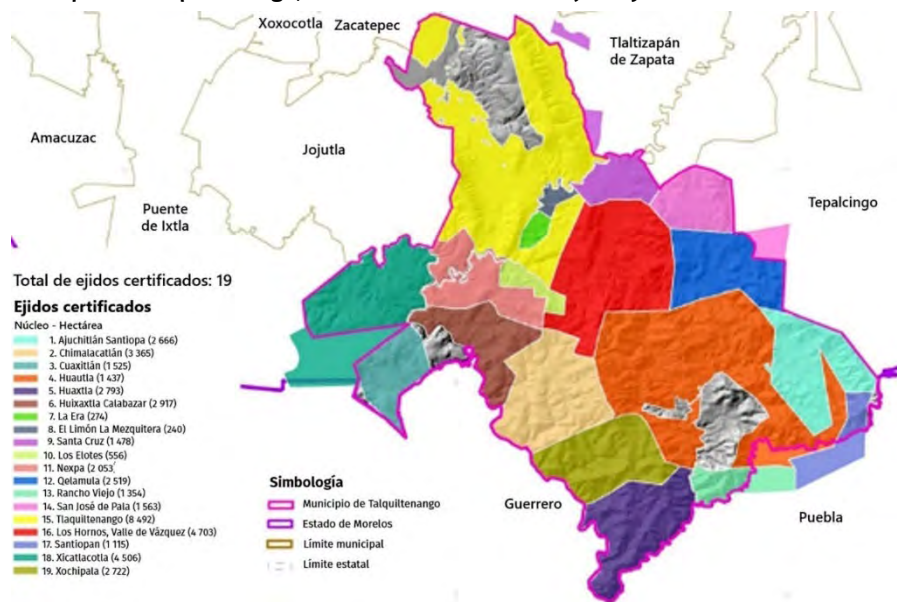 Xoxocotla
Zacatepec
Tlaltizapán
de Zapata
Amacuzac
Jojutla
Puente
de Ixtla
Tepalcingo
Total de ejidos certificados: 19
Ejidos certificados
Núcleo - Hectárea
1. Ajuchitlán Santiopa (2 666)
2. Chimalacatlán (3 365)
3. Cuaxitlán (1 525)
4. Huautla (1 437)
5. Huaxtla (2 793)
6. Huixaxtla Calabazar (2 917)
7. La Era (274)
8. El Limón La Mezquitera (240)
9. Santa Cruz (1 478)
10. Los Elotes (556)
11. Nexpa (2 053)
12. Qelamula (2 519)
13. Rancho Viejo (1 354)
14. San José de Pala (1 563)
15. Tlaquiltenango (8 492)
16. Los Hornos, Valle de Vázquez (4 703)
17. Santiopan (1 115)
18. Xicatlacotla (4 506)
19. Xochipala (2 722)
Simbología
Municipio de Talquiltenango
Estado de Morelos
Límite municipal
Límite estatal
Guerrero
Puebla